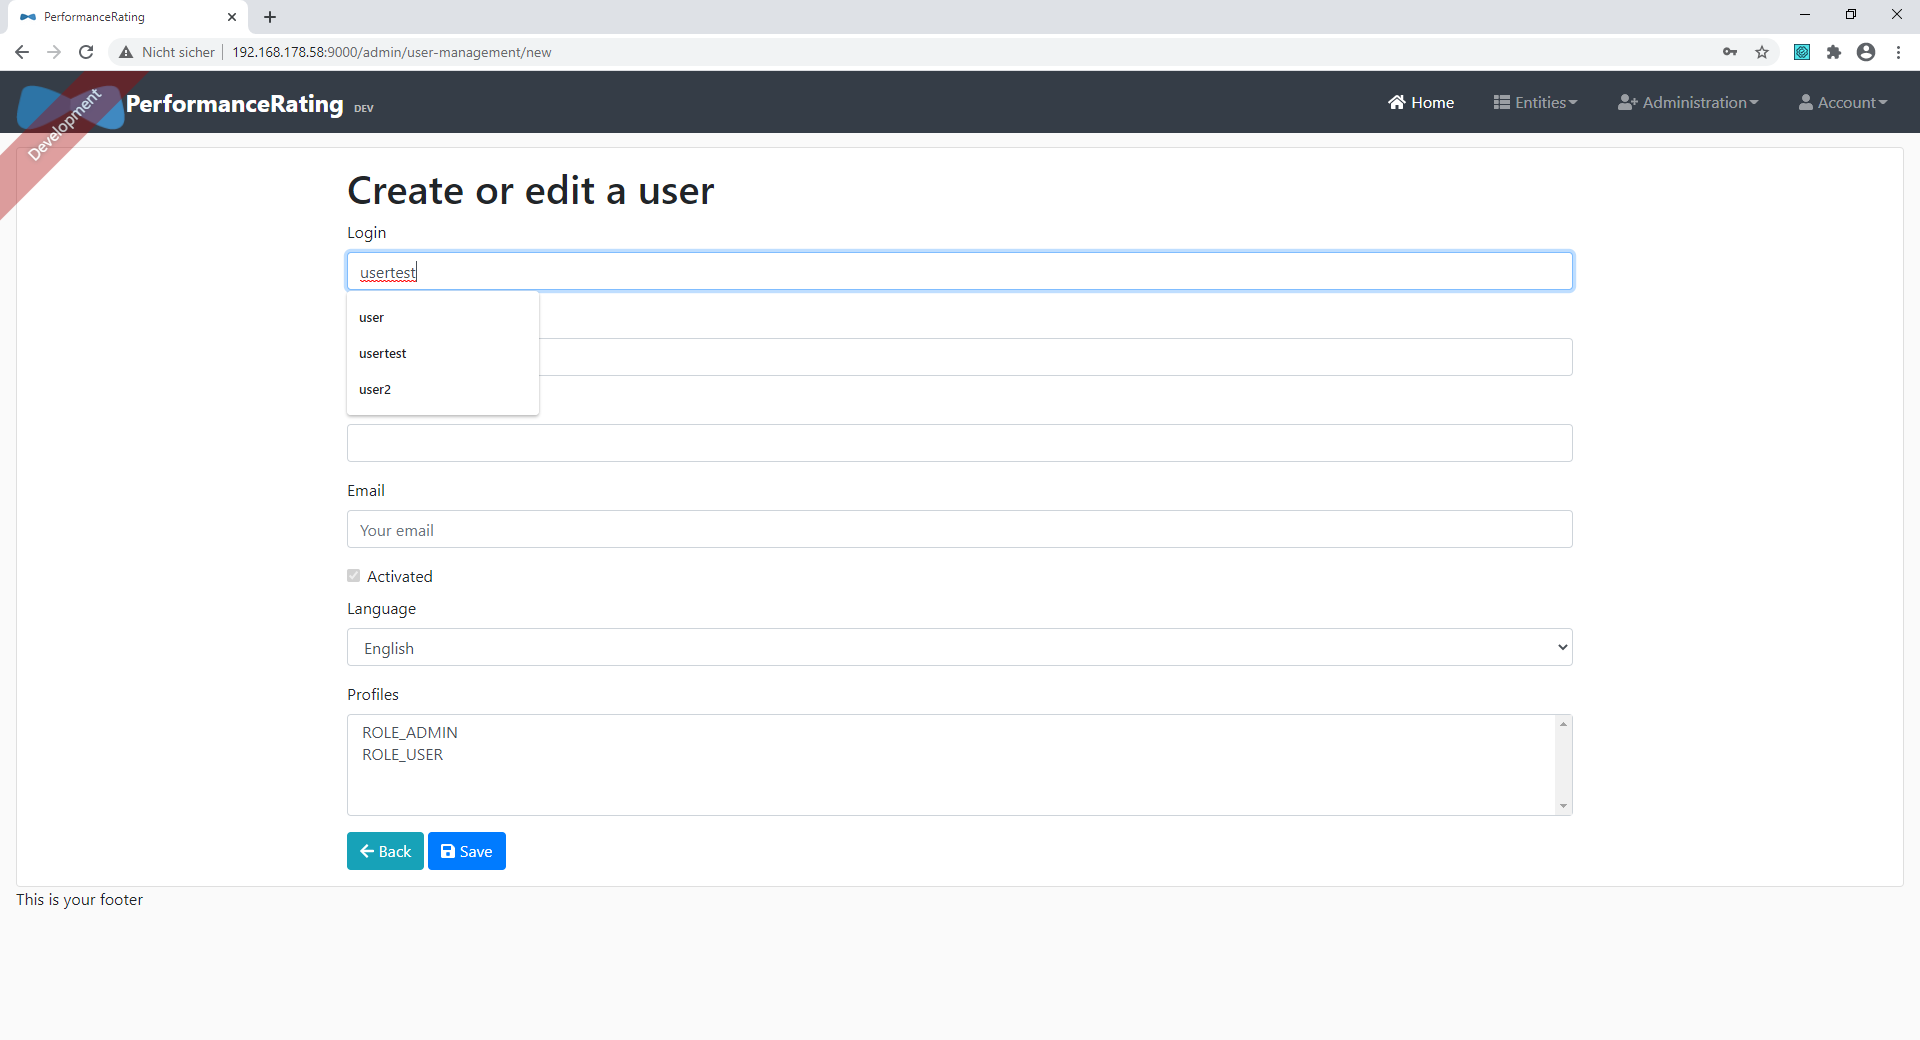 PerformanceRating
Nicht sicher 192.168.178.58:9000/admin/user-management/new
Development
PerformanceRating DEV
Home Entities Administration Account
Create or edit a user
Login
usertest
user
usertest
user2
Email
Your email
Activated
Language
English
Profiles
ROLE_ADMIN
ROLE_USER
Back Save
This is your footer